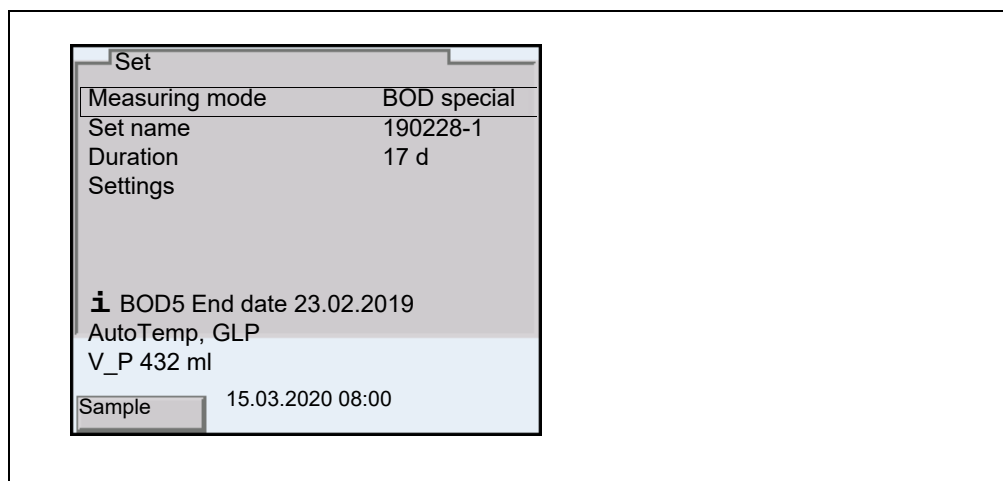 Set
Measuring mode BOD special
Set name 190228-1
Duration 17 d
Settings
i BOD5 End date 23.02.2019
AutoTemp, GLP
V_P 432 ml
Sample 15.03.2020 08:00